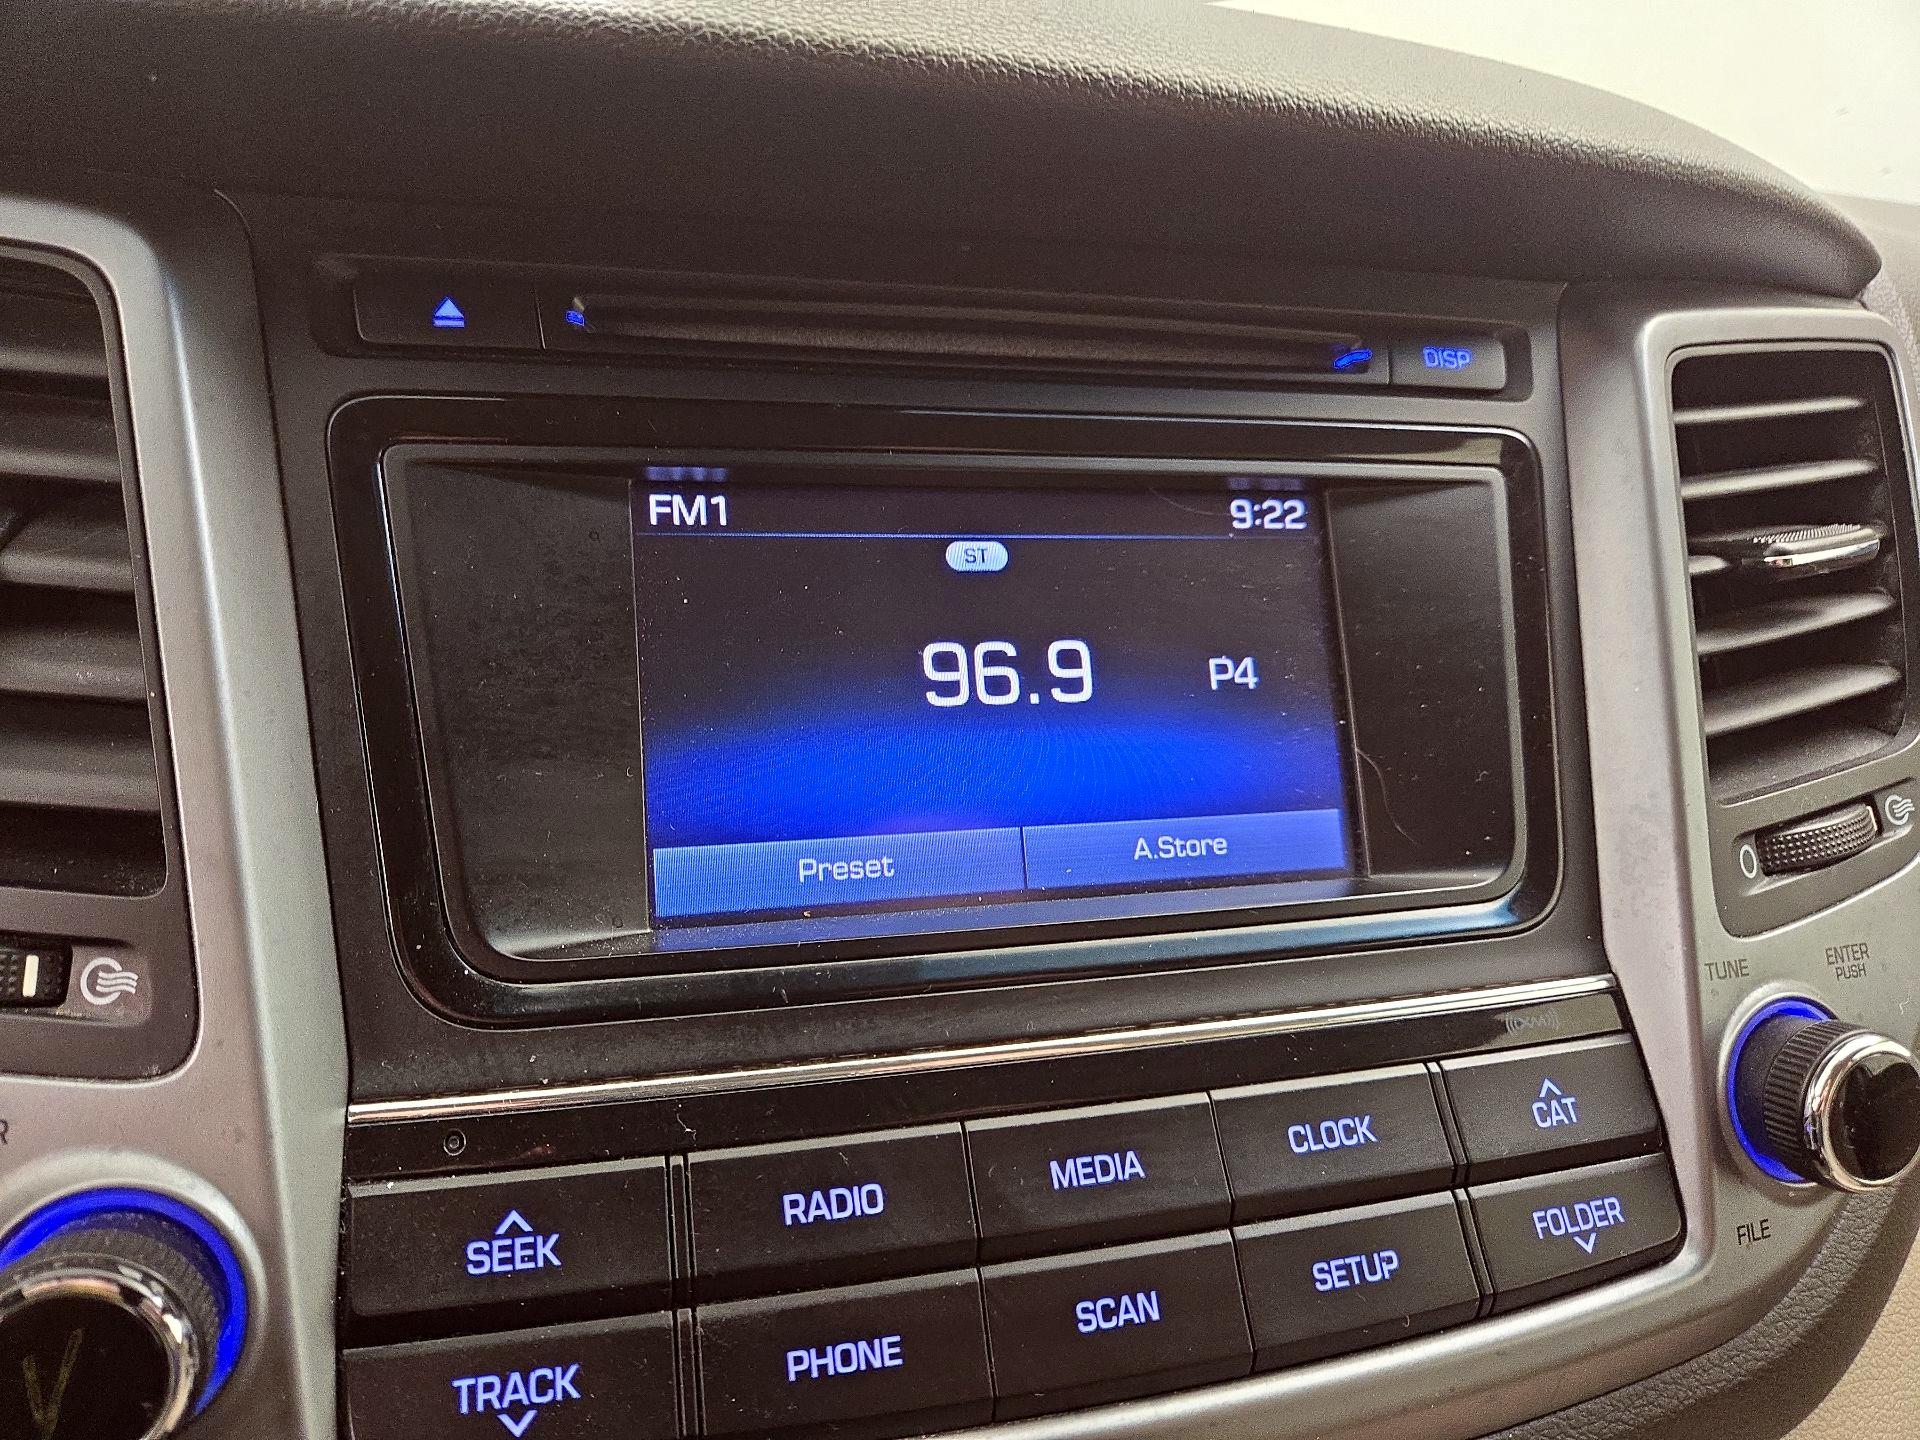 DISP
FM1 9:22
ST
96.9 P4
Preset A.Store
TUNE ENTER
PUSH
0
SEEK RADIO MEDIA CLOCK CAT
TRACK PHONE SCAN SETUP FOLDER
FILE